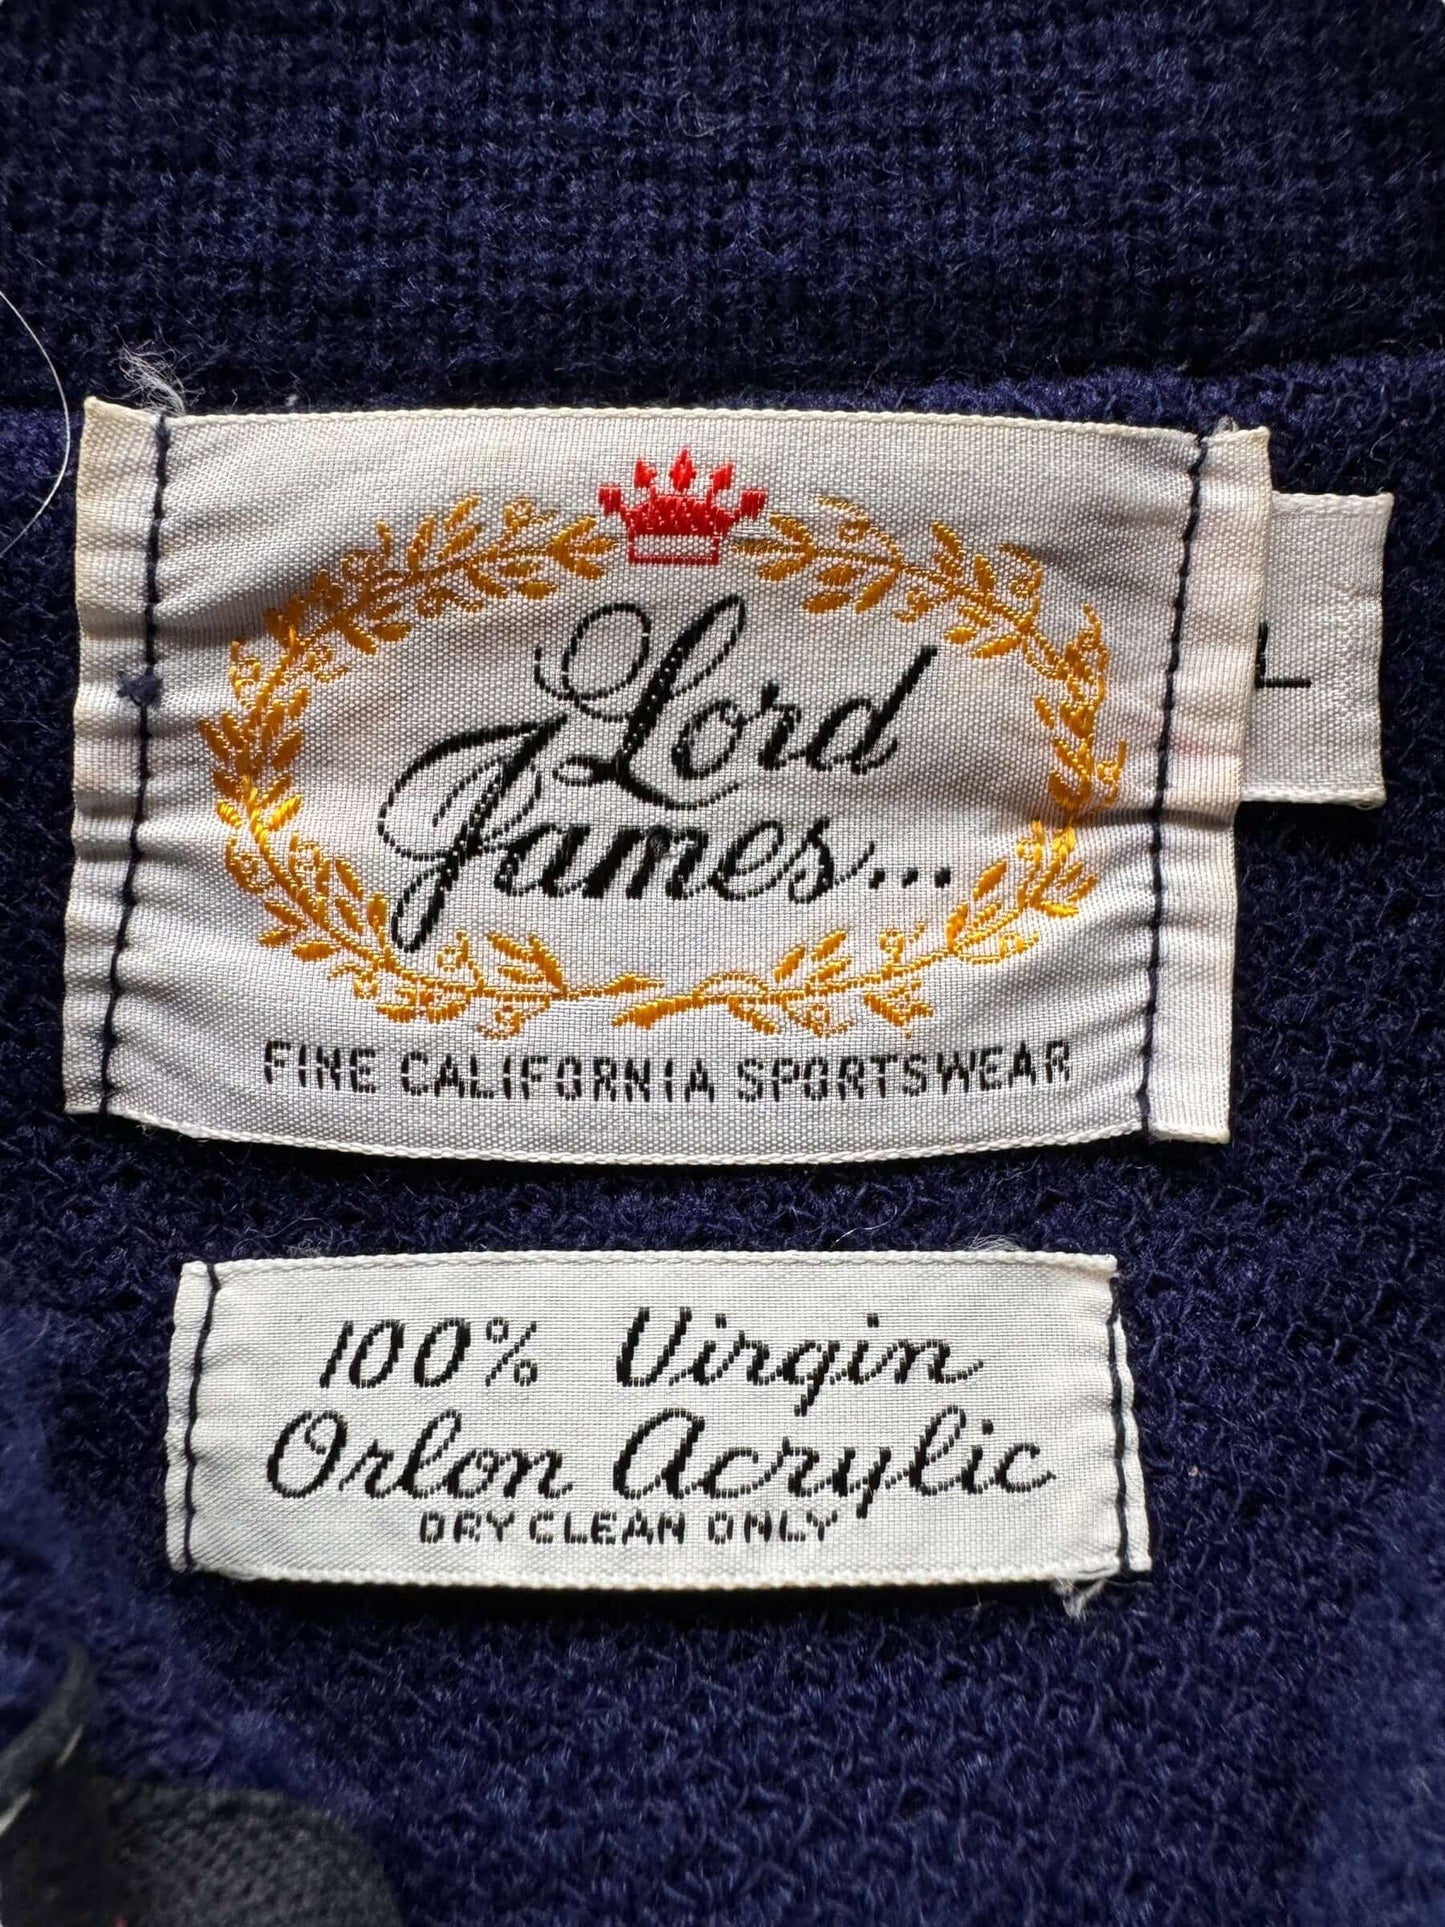 Lord
James...
L
FINE CALIFORNIA SPORTSWEAR
100% Virgin
Orlon Acrylic
DRY CLEAN ONLY